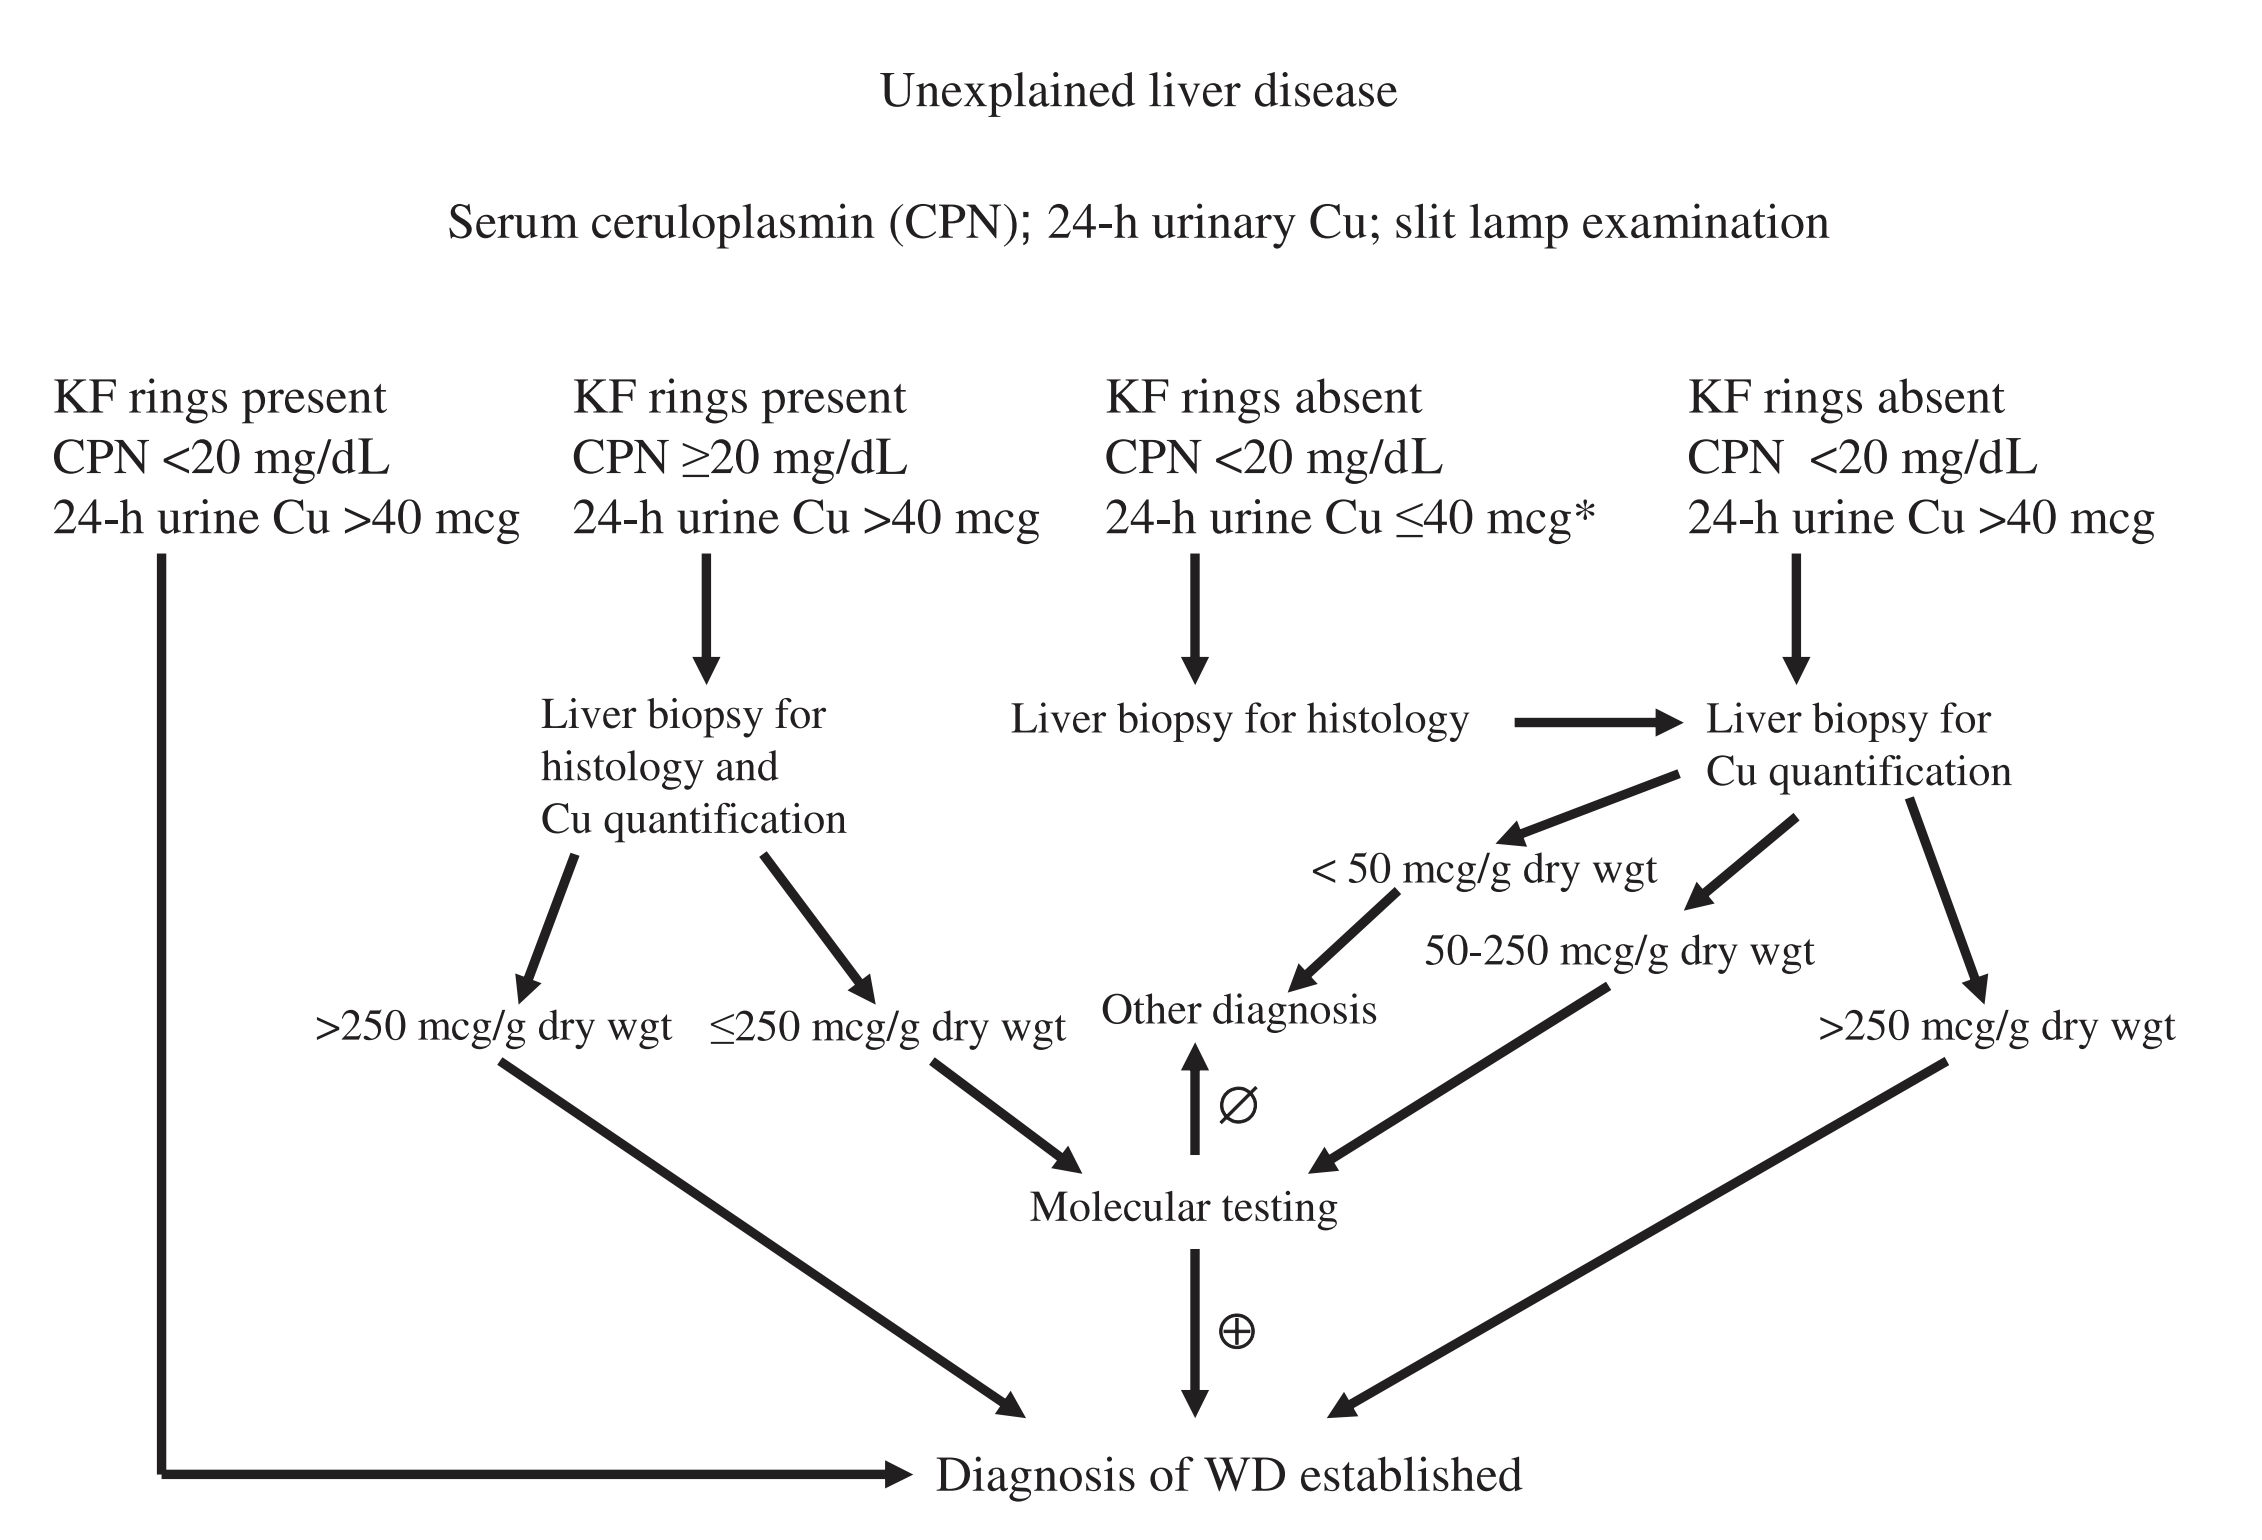 Unexplained liver disease
Serum ceruloplasmin (CPN); 24-h urinary Cu; slit lamp examination
KF rings present
CPN <20 mg/dL
24-h urine Cu >40 mcg
KF rings present
CPN ≥20 mg/dL
24-h urine Cu >40 mcg
KF rings absent
CPN <20 mg/dL
24-h urine Cu ≤40 mcg*
KF rings absent
CPN <20 mg/dL
24-h urine Cu >40 mcg
Liver biopsy for
histology and
Cu quantification
Liver biopsy for histology
Liver biopsy for
Cu quantification
< 50 mcg/g dry wgt
50-250 mcg/g dry wgt
>250 mcg/g dry wgt
≤250 mcg/g dry wgt
Other diagnosis
>250 mcg/g dry wgt
∅
Molecular testing
⊕
Diagnosis of WD established